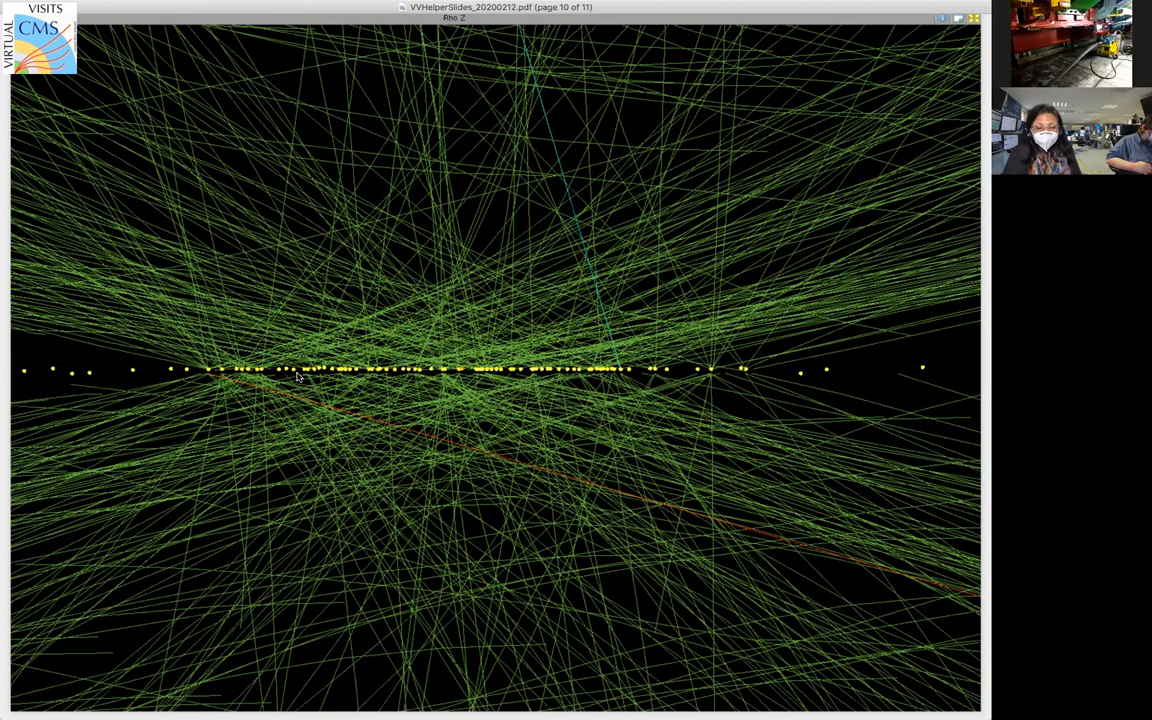 VISITS
VIRTUAL
CMS
VVHelperSlides_20200212.pdf (page 10 of 11)
Rho Z